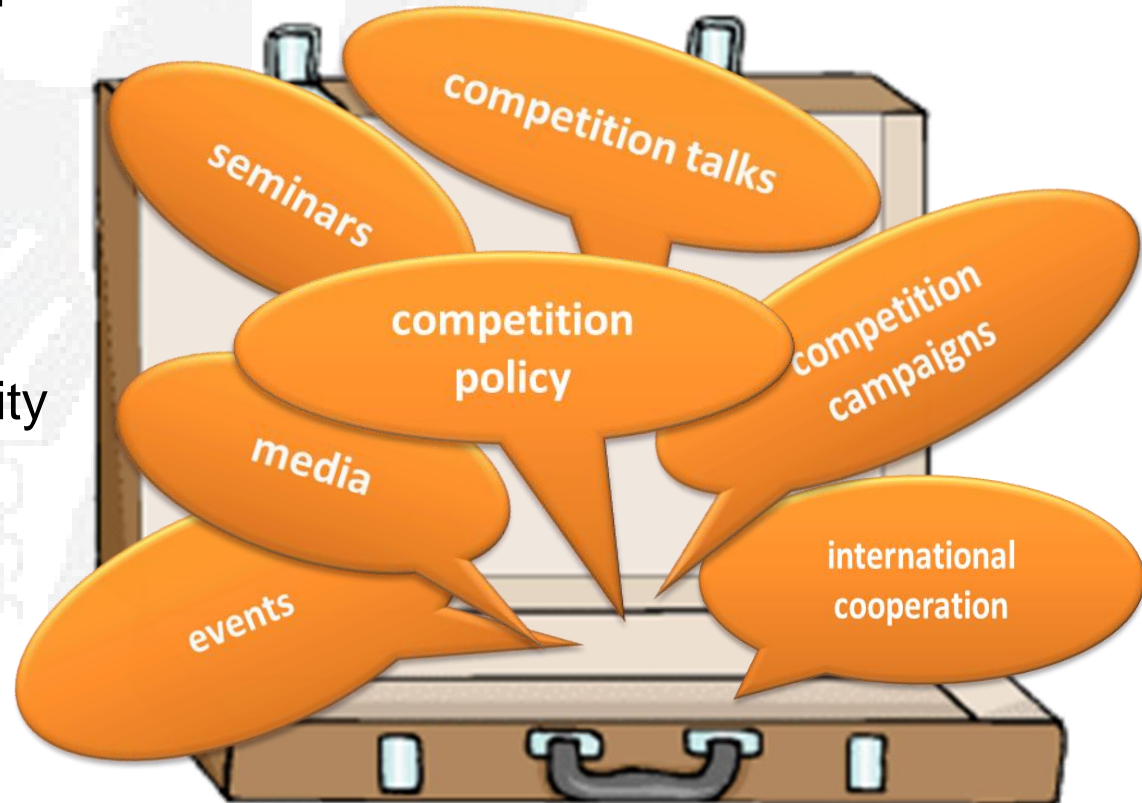 competition talks
seminars
competition
campaigns
competition
policy
ity
media
international
cooperation
events